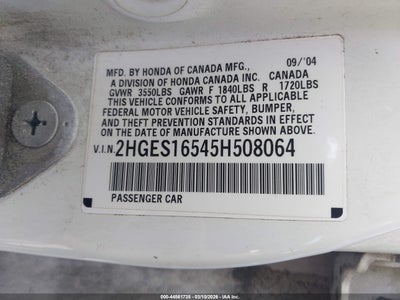 MFD. BY HONDA OF CANADA MFG., 09/'04
A DIVISION OF HONDA CANADA INC. CANADA
GVWR 3550LBS GAWR F 1840LBS R 1720LBS
THIS VEHICLE CONFORMS TO ALL APPLICABLE
FEDERAL MOTOR VEHICLE SAFETY, BUMPER,
AND THEFT PREVENTION STANDARDS IN EFFECT
ON THE DATE OF MANUFACTURE SHOWN ABOVE.
V.I.N. 2HGES16545H508064
PASSENGER CAR
000-44561738 - 03/10/2026 - IAA Inc.